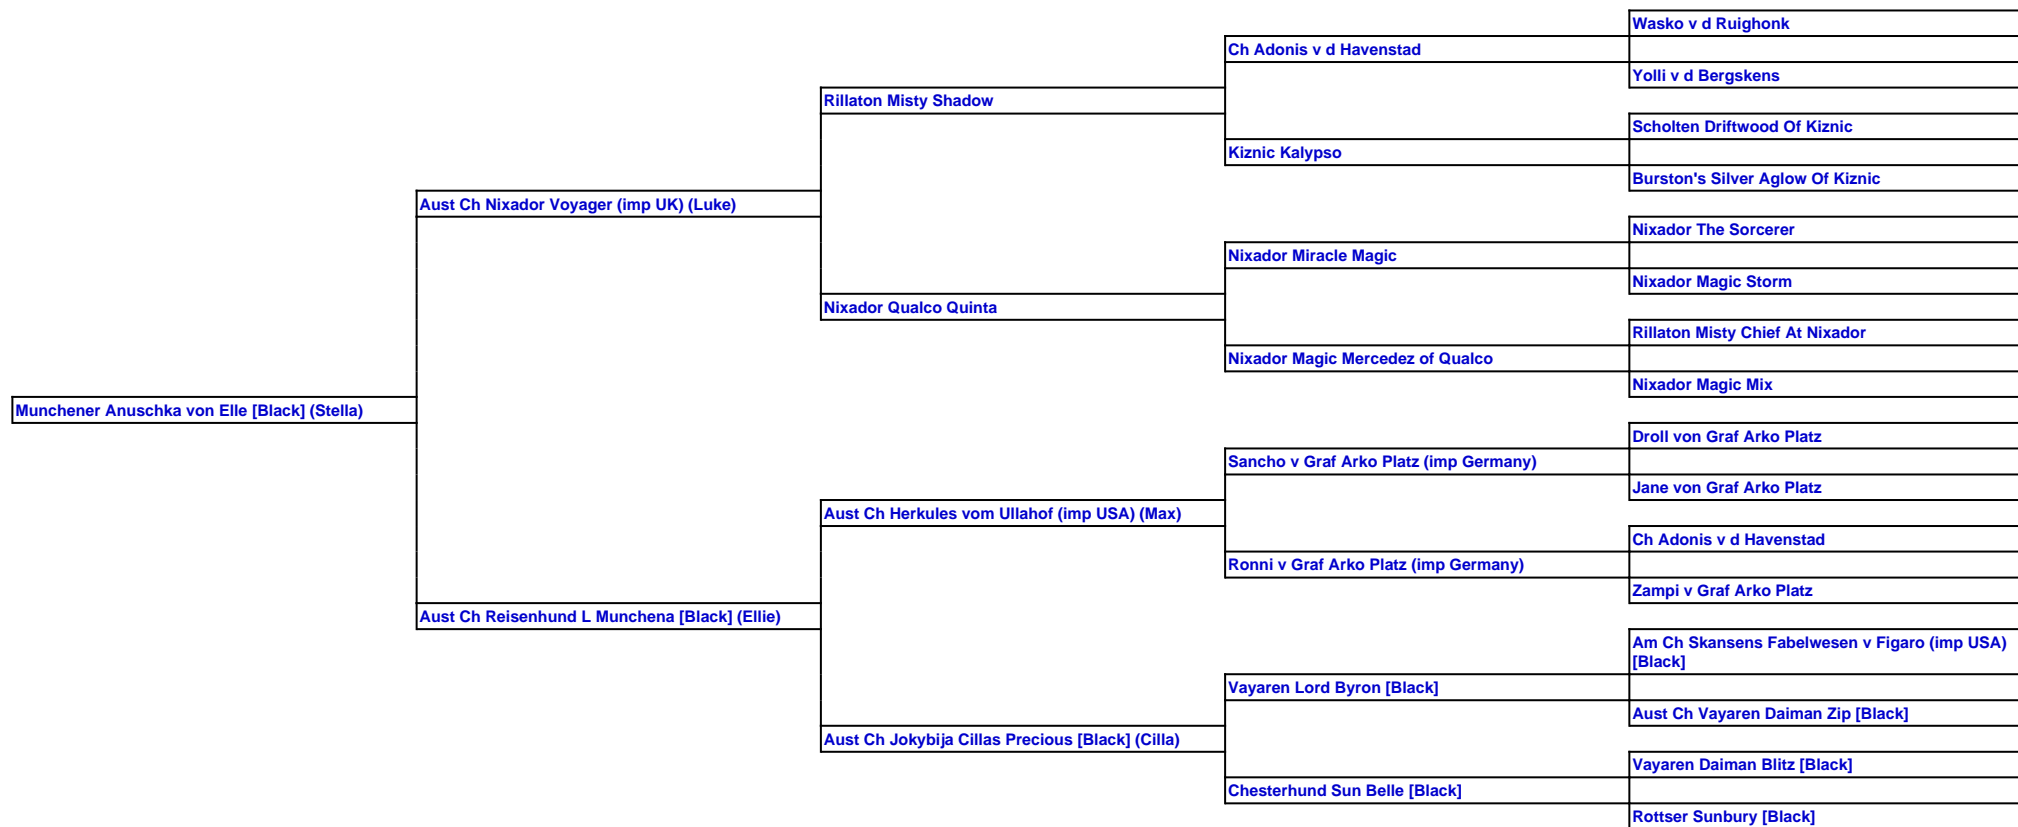 Wasko v d Ruighonk
Ch Adonis v d Havenstad
Yolli v d Bergskens
Rillaton Misty Shadow
Scholten Driftwood Of Kiznic
Kiznic Kalypso
Burston's Silver Aglow Of Kiznic
Aust Ch Nixador Voyager (imp UK) (Luke)
Nixador The Sorcerer
Nixador Miracle Magic
Nixador Magic Storm
Nixador Qualco Quinta
Rillaton Misty Chief At Nixador
Nixador Magic Mercedez of Qualco
Nixador Magic Mix
Munchener Anuschka von Elle [Black] (Stella)
Droll von Graf Arko Platz
Sancho v Graf Arko Platz (imp Germany)
Jane von Graf Arko Platz
Aust Ch Herkules vom Ullahof (imp USA) (Max)
Ch Adonis v d Havenstad
Ronni v Graf Arko Platz (imp Germany)
Zampi v Graf Arko Platz
Aust Ch Reisenhund L Munchena [Black] (Ellie)
Am Ch Skansens Fabelwesen v Figaro (imp USA)
[Black]
Vayaren Lord Byron [Black]
Aust Ch Vayaren Daiman Zip [Black]
Aust Ch Jokybija Cillas Precious [Black] (Cilla)
Vayaren Daiman Blitz [Black]
Chesterhund Sun Belle [Black]
Rottser Sunbury [Black]